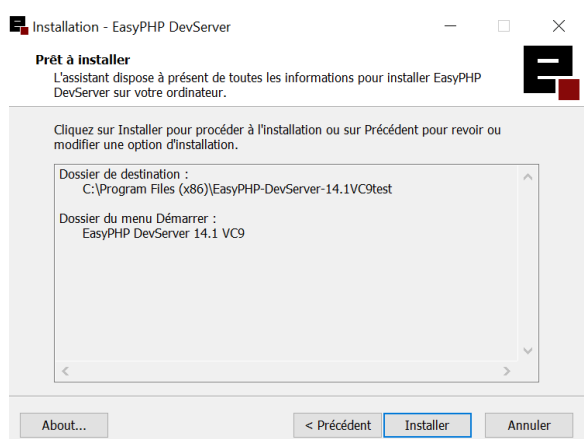 Installation - EasyPHP DevServer
Prêt à installer
L'assistant dispose à présent de toutes les informations pour installer EasyPHP
DevServer sur votre ordinateur.
Cliquez sur Installer pour procéder à l'installation ou sur Précédent pour revoir ou
modifier une option d'installation.
Dossier de destination :
C:\Program Files (x86)\EasyPHP-DevServer-14.1VC9test
Dossier du menu Démarrer :
EasyPHP DevServer 14.1 VC9
About...
< Précédent
Installer
Annuler